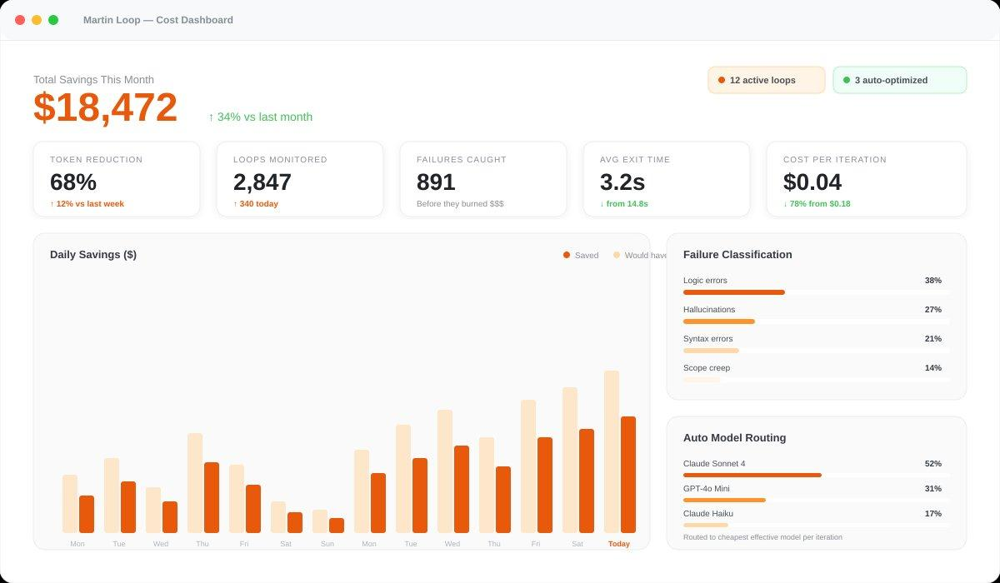 Martin Loop — Cost Dashboard
Total Savings This Month
$18,472
↑ 34% vs last month
12 active loops
3 auto-optimized
TOKEN REDUCTION
68%
↑ 12% vs last week
LOOPS MONITORED
2,847
↑ 340 today
FAILURES CAUGHT
891
Before they burned $$$
AVG EXIT TIME
3.2s
↓ from 14.8s
COST PER ITERATION
$0.04
↓ 78% from $0.18
Daily Savings ($)
Saved
Would have
Mon Tue Wed Thu Fri Sat Sun Mon Tue Wed Thu Fri Sat Today
Failure Classification
Logic errors 38%
Hallucinations 27%
Syntax errors 21%
Scope creep 14%
Auto Model Routing
Claude Sonnet 4 52%
GPT-4o Mini 31%
Claude Haiku 17%
Routed to cheapest effective model per iteration